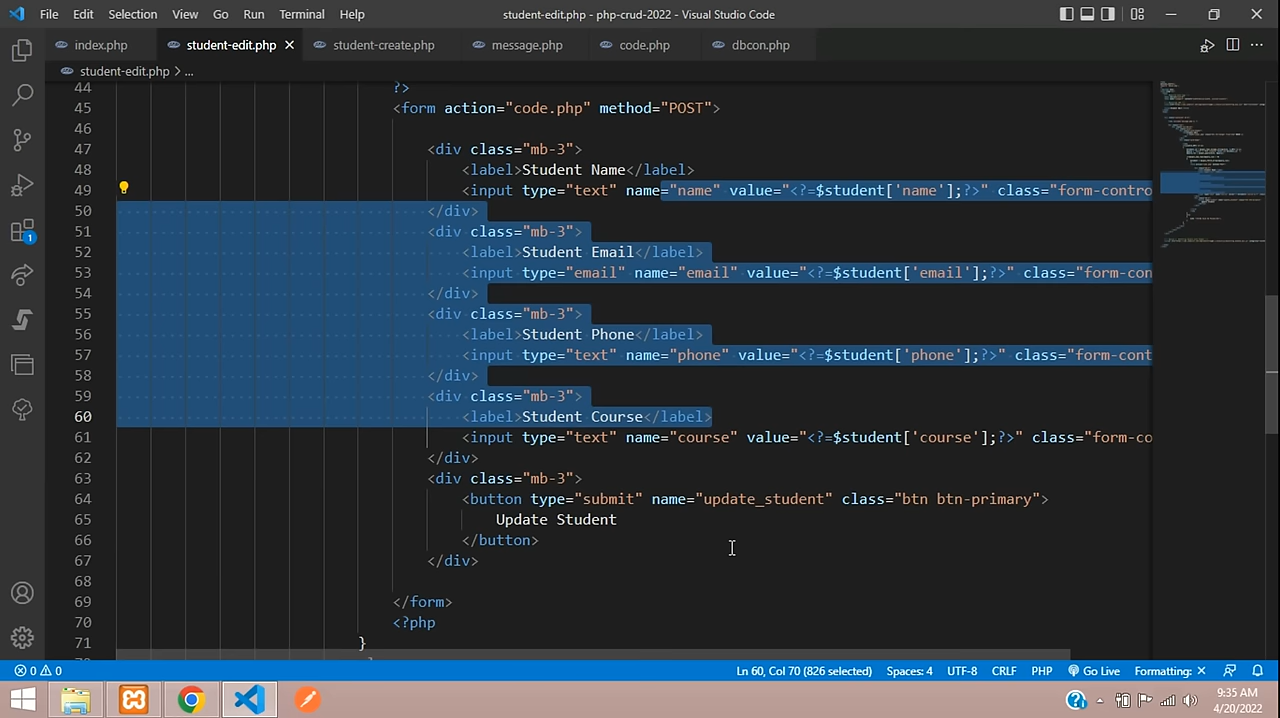 File Edit Selection View Go Run Terminal Help student-edit.php - php-crud-2022 - Visual Studio Code
index.php student-edit.php student-create.php message.php code.php dbcon.php
student-edit.php > ...
44 ?>
45 <form action="code.php" method="POST">
46
47 <div class="mb-3">
48 <label>Student Name</label>
49 <input type="text" name="name" value="<?=$student['name'];?>" class="form-contro
50 </div>
51 <div class="mb-3">
52 <label>Student Email</label>
53 <input type="email" name="email" value="<?=$student['email'];?>" class="form-con
54 </div>
55 <div class="mb-3">
56 <label>Student Phone</label>
57 <input type="text" name="phone" value="<?=$student['phone'];?>" class="form-cont
58 </div>
59 <div class="mb-3">
60 <label>Student Course</label>
61 <input type="text" name="course" value="<?=$student['course'];?>" class="form-co
62 </div>
63 <div class="mb-3">
64 <button type="submit" name="update_student" class="btn btn-primary">
65 Update Student
66 </button>
67 </div>
68
69 </form>
70 <?php
71 }
1
0 0 Ln 60, Col 70 (826 selected) Spaces: 4 UTF-8 CRLF PHP Go Live Formatting: ×
9:35 AM
4/20/2022